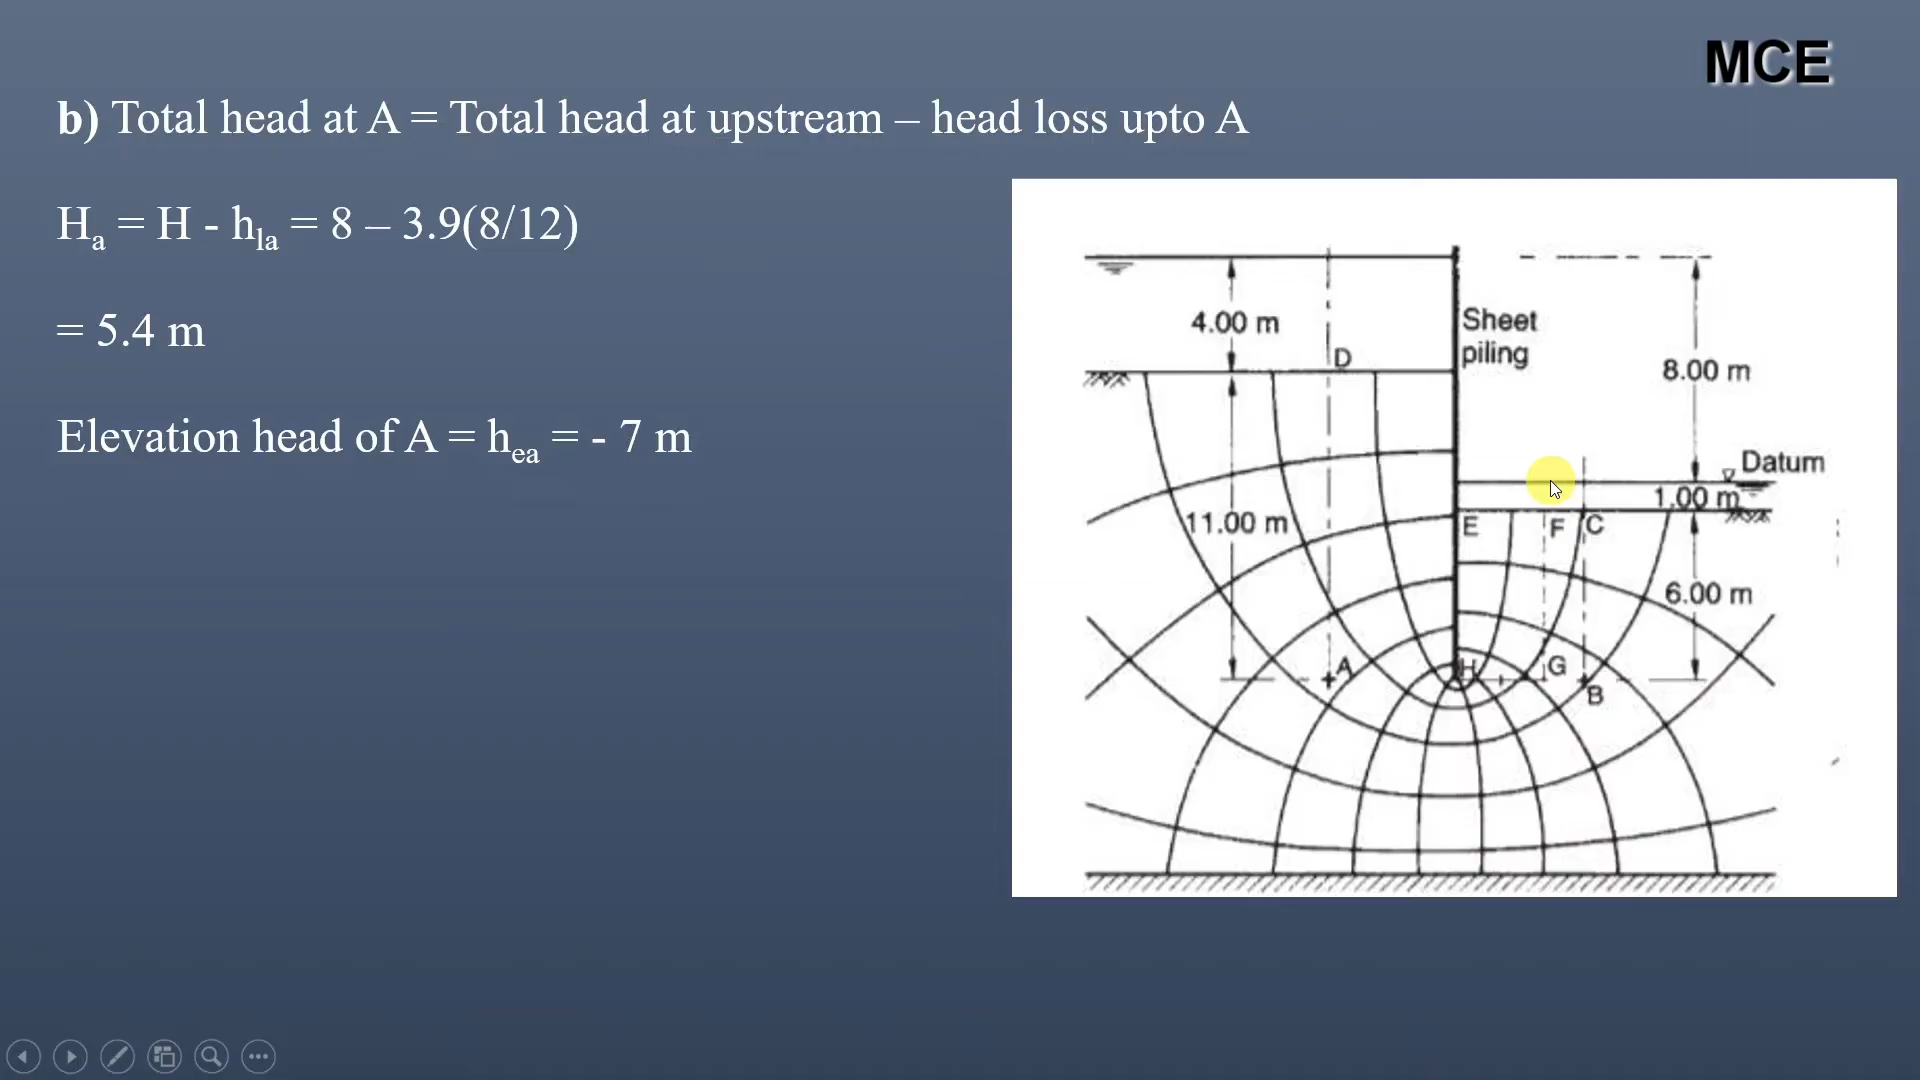 MCE
b) Total head at A = Total head at upstream – head loss upto A
Hₐ = H - hla = 8 – 3.9(8/12)
= 5.4 m
Elevation head of A = hea = - 7 m
4.00 m
Sheet
piling
D
8.00 m
Datum
1.00 m
11.00 m
E
F
C
6.00 m
A
H
G
B